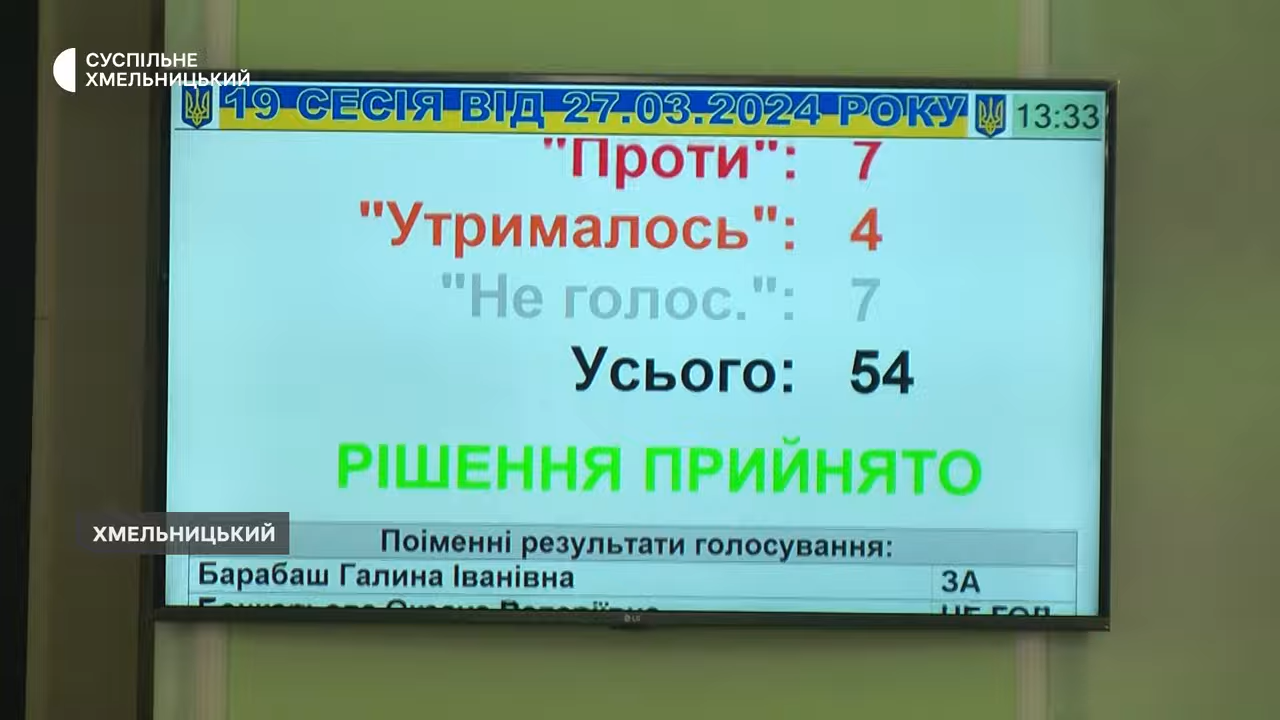 СУСПІЛЬНЕ
ХМЕЛЬНИЦЬКИЙ
19 СЕСІЯ ВІД 27.03.2024 РОКУ 13:33
"Проти": 7
"Утрималось": 4
"Не голос.": 7
Усього: 54
РІШЕННЯ ПРИЙНЯТО
ХМЕЛЬНИЦЬКИЙ
Поіменні результати голосування:
Барабаш Галина Іванівна ЗА